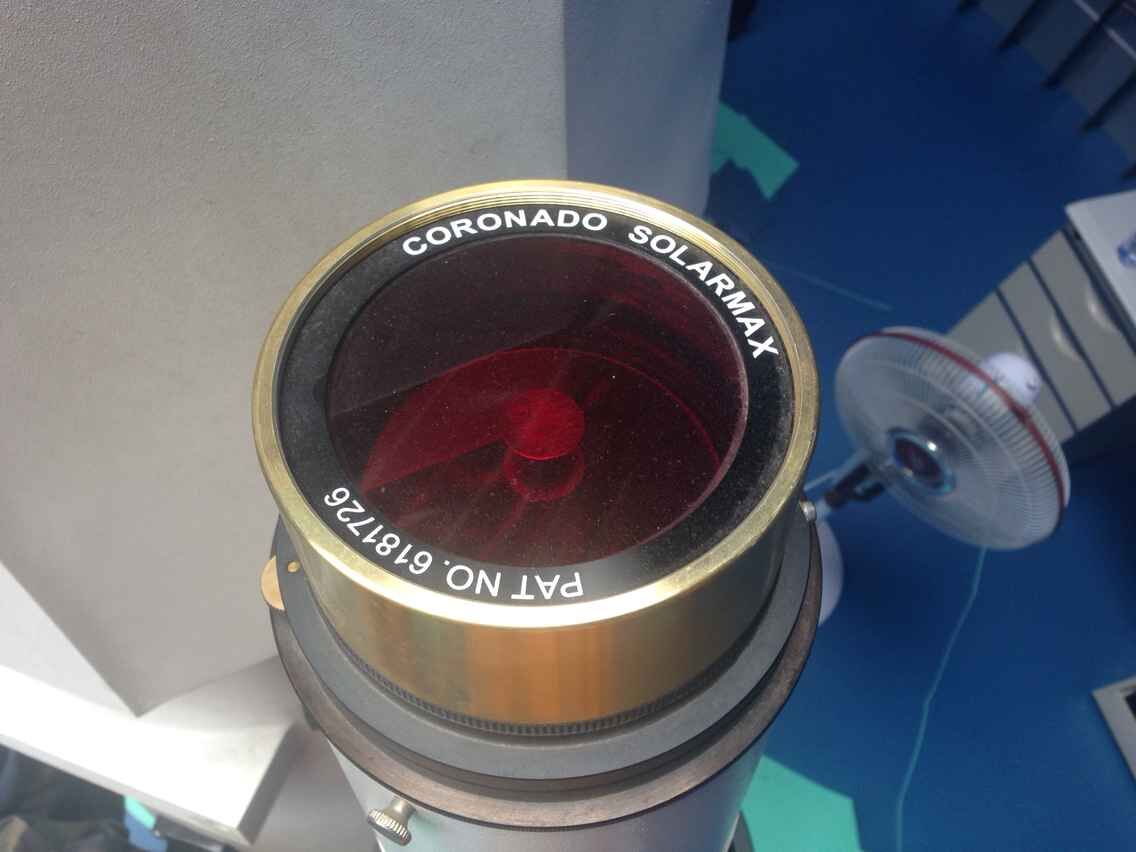 CORONADO SOLARMAX
PAT NO. 6181726